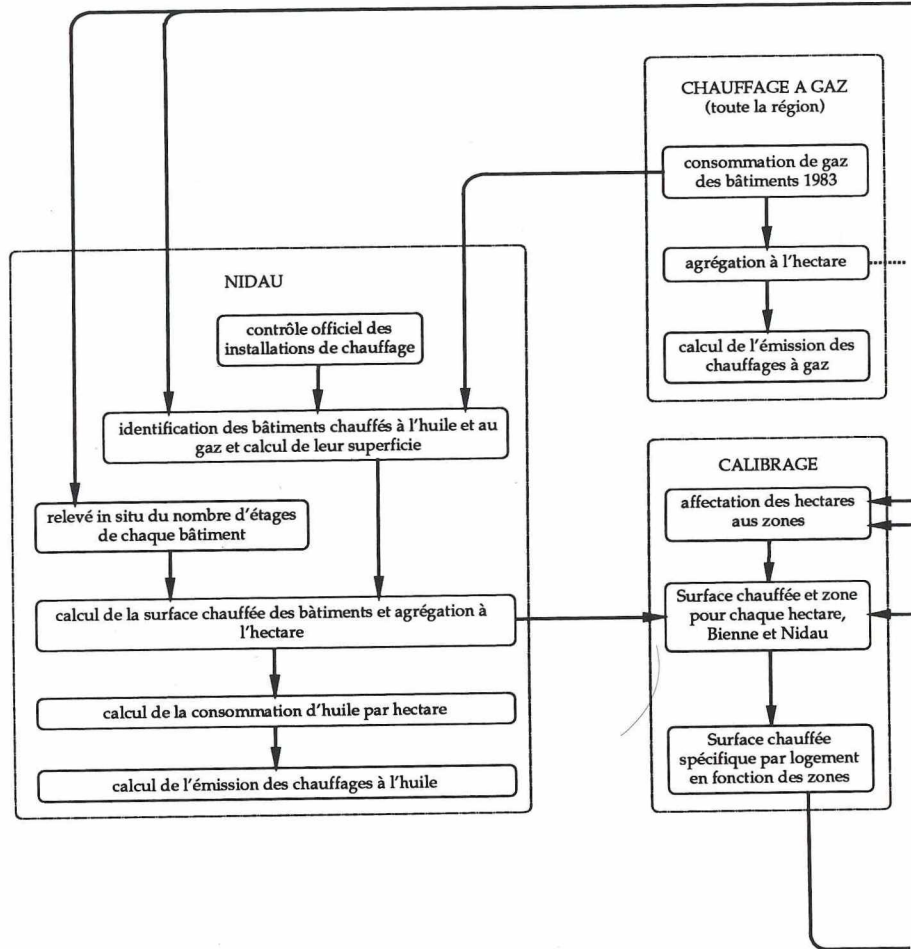 CHAUFFAGE A GAZ
(toute la région)
consommation de gaz
des bâtiments 1983
agrégation à l'hectare
calcul de l'émission des
chauffages à gaz
NIDAU
contrôle officiel des
installations de chauffage
identification des bâtiments chauffés à l'huile et au
gaz et calcul de leur superficie
relevé in situ du nombre d'étages
de chaque bâtiment
calcul de la surface chauffée des bâtiments et agrégation à
l'hectare
calcul de la consommation d'huile par hectare
calcul de l'émission des chauffages à l'huile
CALIBRAGE
affectation des hectares
aus zones
Surface chauffée et zone
pour chaque hectare,
Bienne et Nidau
Surface chauffée
spécifique par logement
en fonction des zones